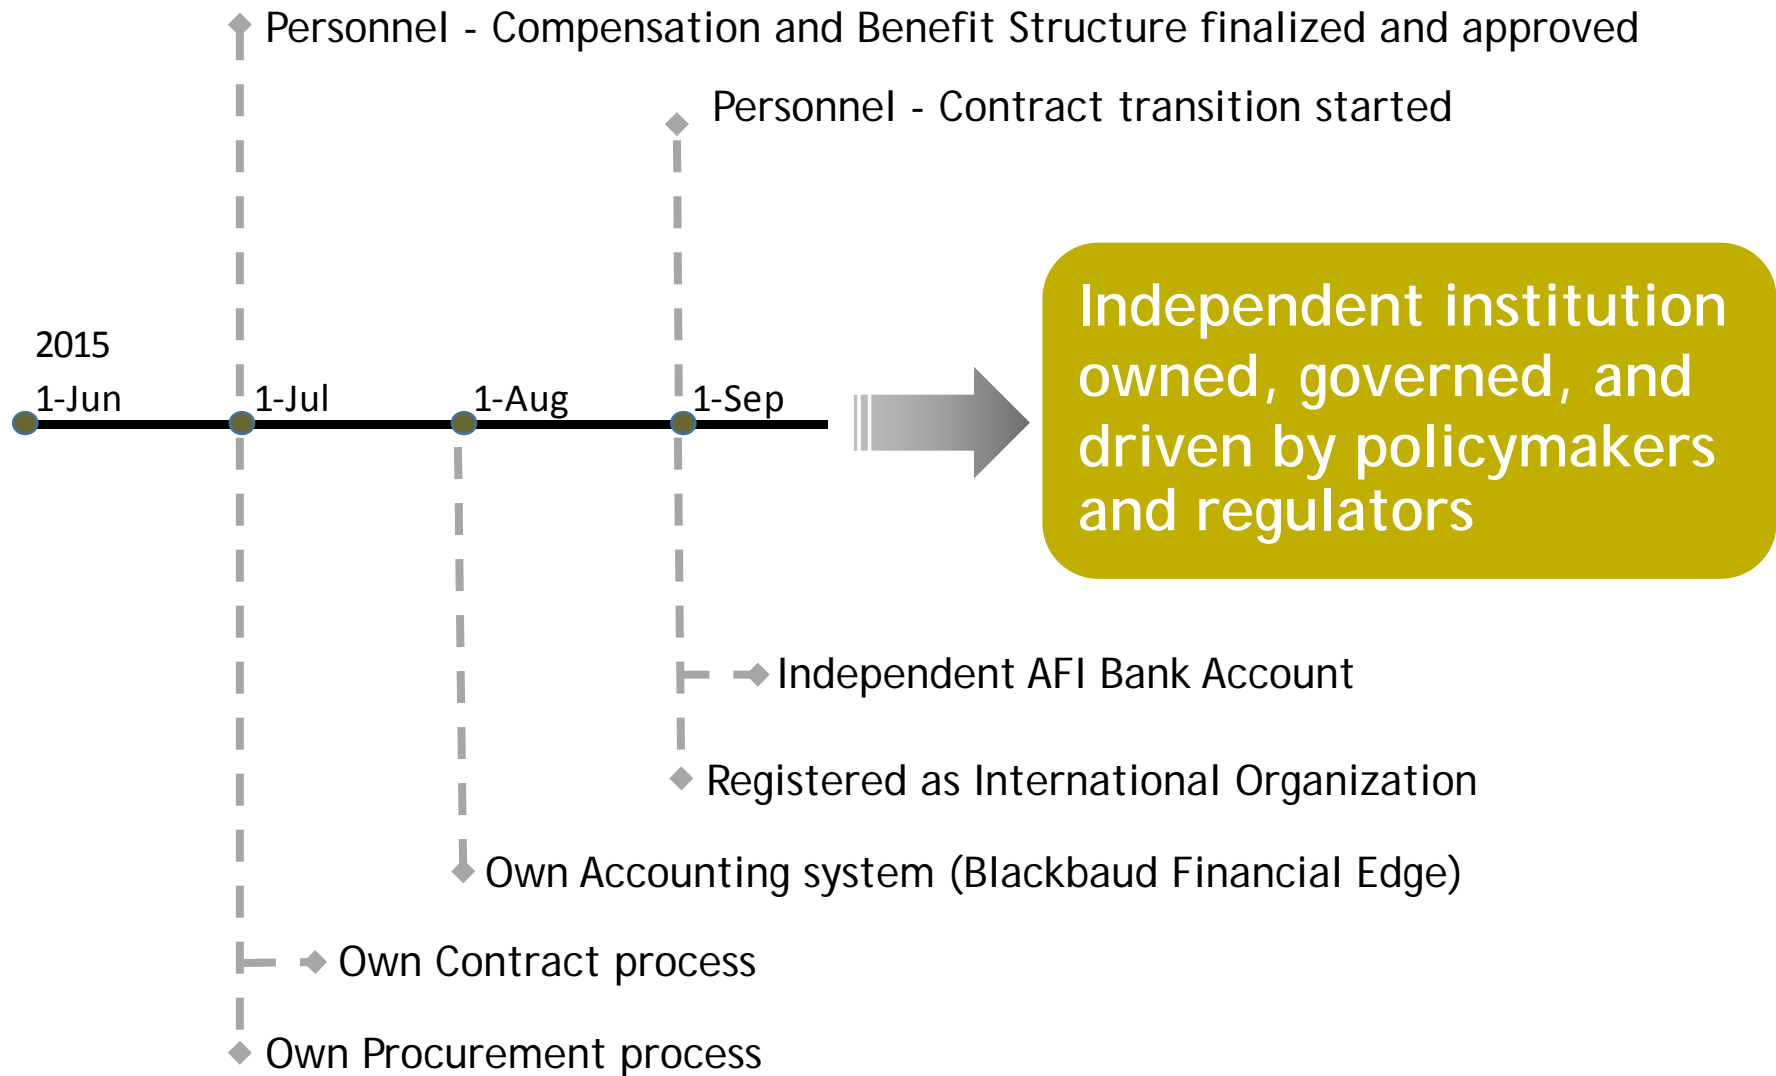 Personnel - Compensation and Benefit Structure finalized and approved
Personnel - Contract transition started
2015
1-Jun
1-Jul
1-Aug
1-Sep
Independent institution
owned, governed, and
driven by policymakers
and regulators
Independent AFI Bank Account
Registered as International Organization
Own Accounting system (Blackbaud Financial Edge)
Own Contract process
Own Procurement process